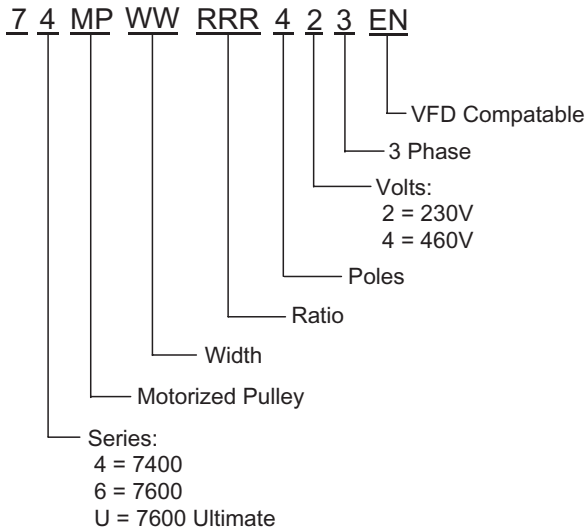 7 4 MP WW RRR 4 2 3 EN
VFD Compatable
3 Phase
Volts:
2 = 230V
4 = 460V
Poles
Ratio
Width
Motorized Pulley
Series:
4 = 7400
6 = 7600
U = 7600 Ultimate